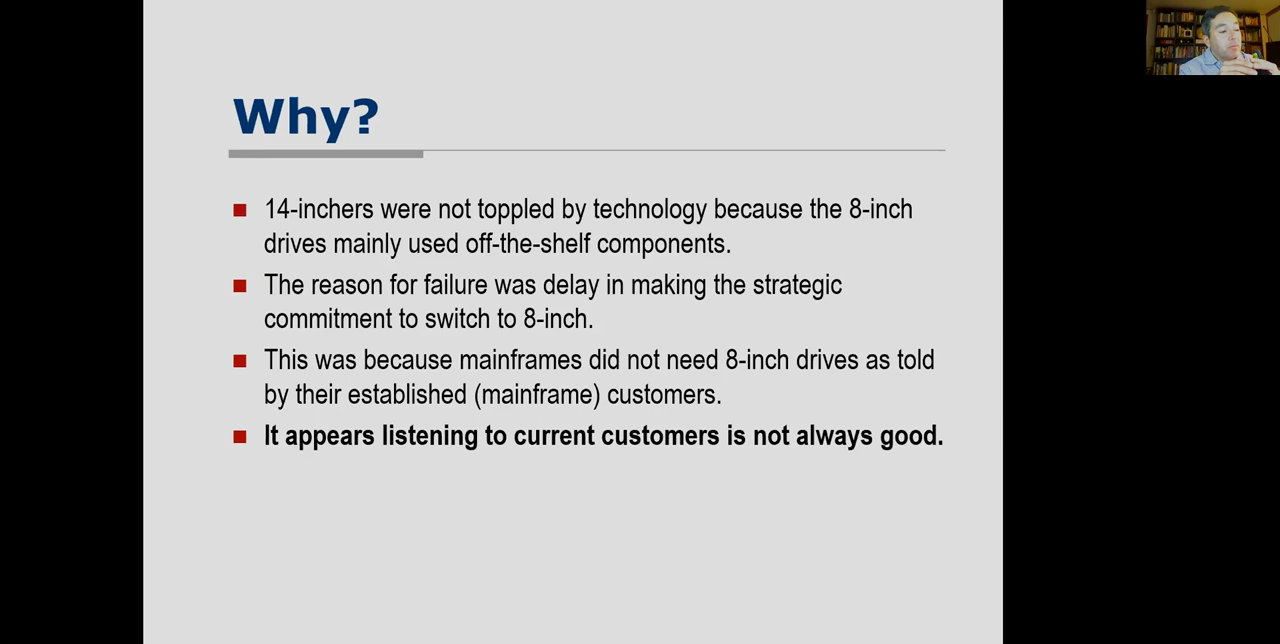 Why?
14-inchers were not toppled by technology because the 8-inch
drives mainly used off-the-shelf components.
The reason for failure was delay in making the strategic
commitment to switch to 8-inch.
This was because mainframes did not need 8-inch drives as told
by their established (mainframe) customers.
It appears listening to current customers is not always good.